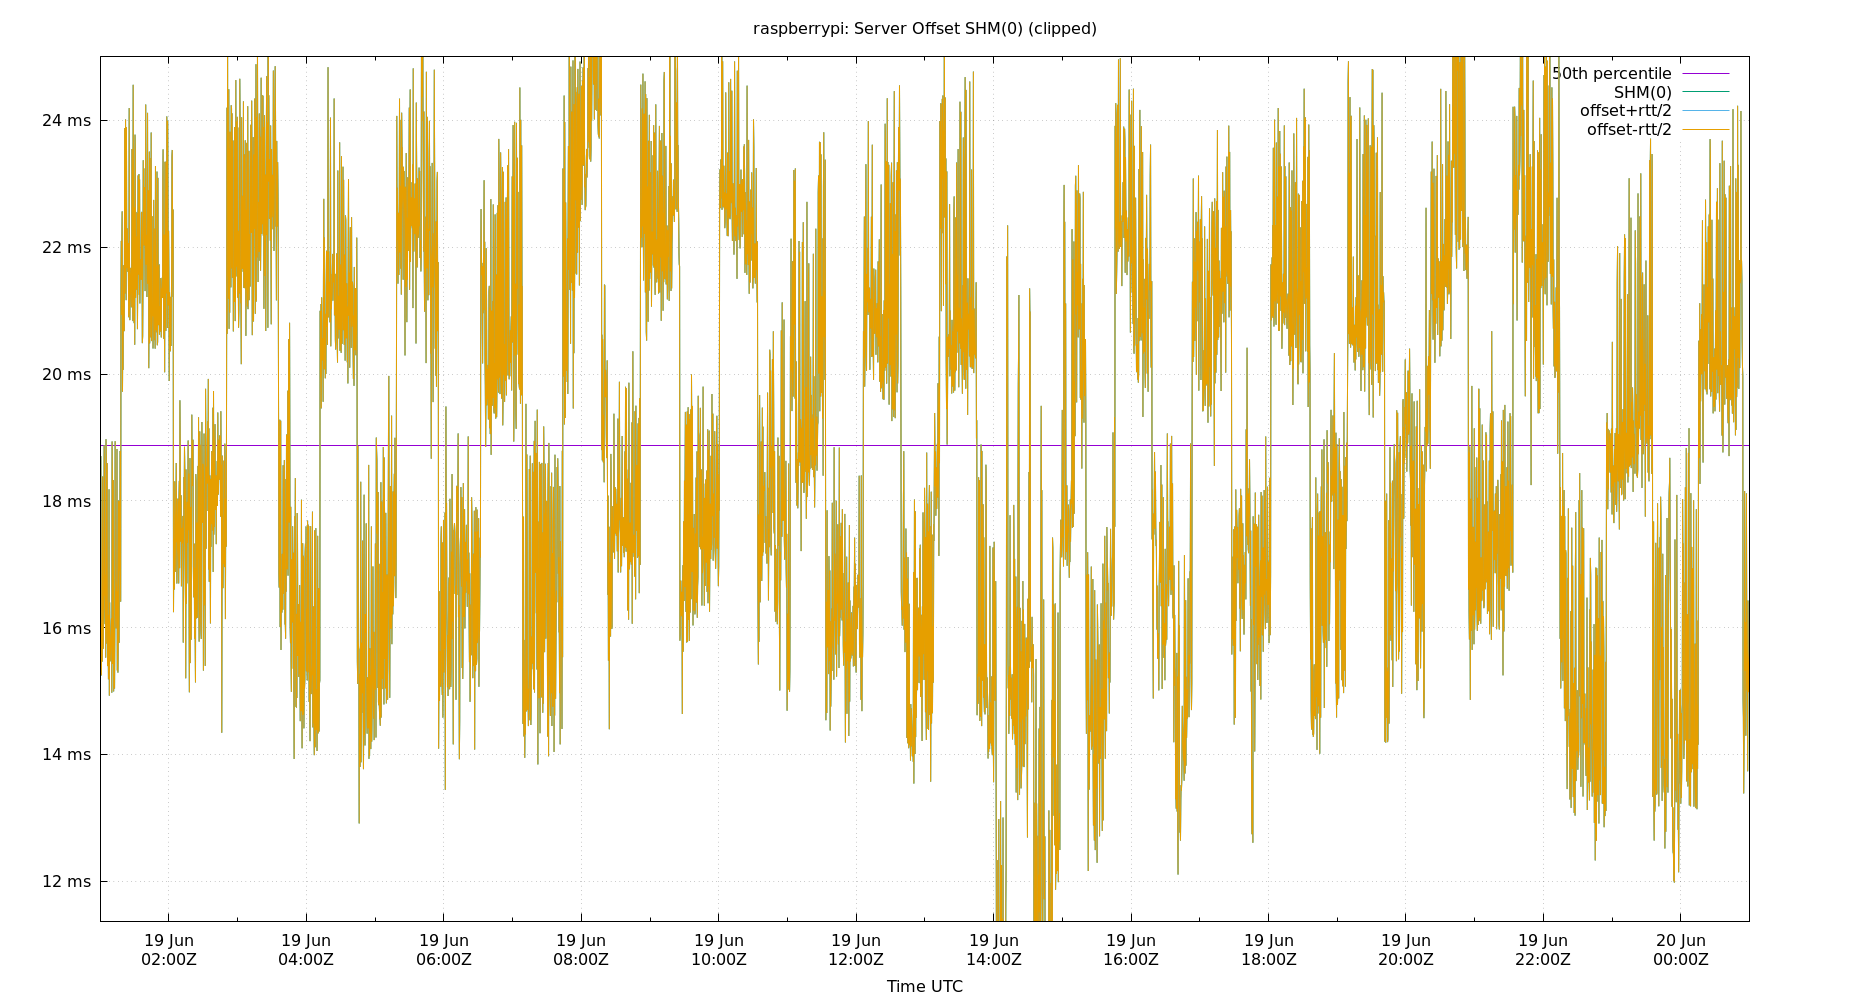 raspberrypi: Server Offset SHM(0) (clipped)
50th percentile
SHM(0)
offset+rtt/2
offset-rtt/2
24 ms
22 ms
20 ms
18 ms
16 ms
14 ms
12 ms
19 Jun 19 Jun 19 Jun 19 Jun 19 Jun 19 Jun 19 Jun 19 Jun 19 Jun 19 Jun 19 Jun 20 Jun
02:00Z 04:00Z 06:00Z 08:00Z 10:00Z 12:00Z 14:00Z 16:00Z 18:00Z 20:00Z 22:00Z 00:00Z
Time UTC